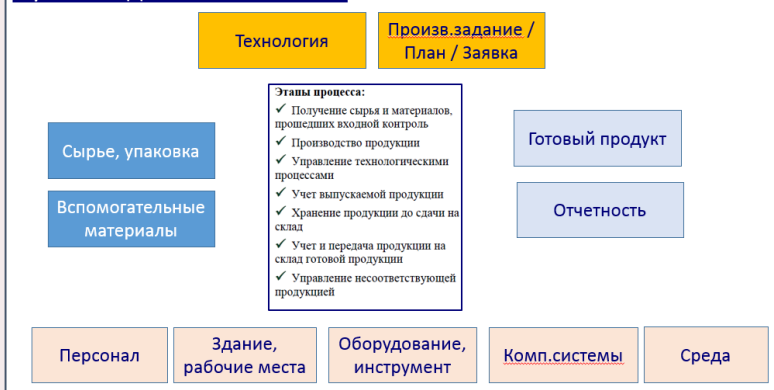 Технология
Произв.задание /
План / Заявка
Этапы процесса:
✓ Получение сырья и материалов,
прошедших входной контроль
✓ Производство продукции
✓ Управление технологическими
процессами
✓ Учет выпускаемой продукции
✓ Хранение продукции до сдачи на
склад
✓ Учет и передача продукции на
склад готовой продукции
✓ Управление несоответствующей
продукцией
Сырье, упаковка
Вспомогательные
материалы
Готовый продукт
Отчетность
Персонал
Здание,
рабочие места
Оборудование,
инструмент
Комп.системы
Среда